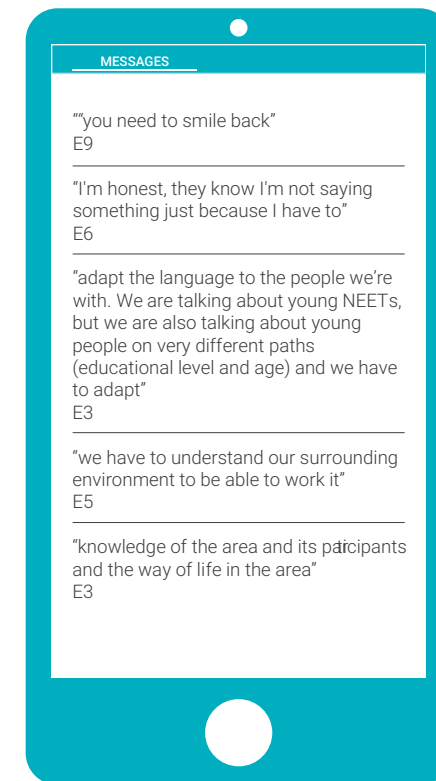 MESSAGES
““you need to smile back”
E9
“I'm honest, they know I'm not saying
something just because I have to”
E6
“adapt the language to the people we’re
with. We are talking about young NEETs,
but we are also talking about young
people on very different paths
(educational level and age) and we have
to adapt”
E3
“we have to understand our surrounding
environment to be able to work it”
E5
“knowledge of the area and its participants
and the way of life in the area”
E3